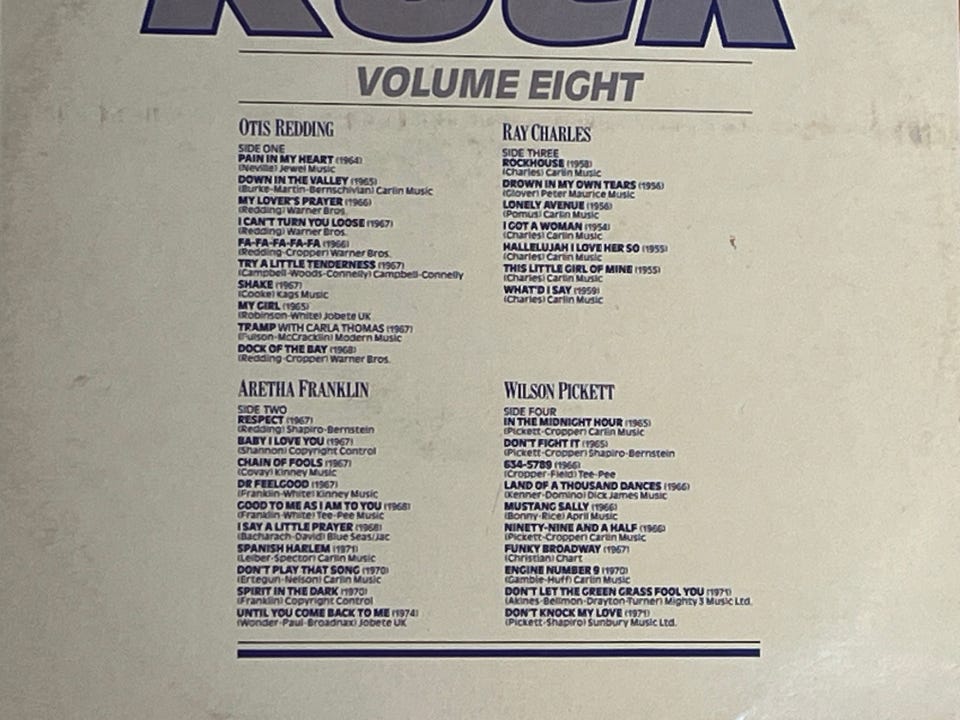 ROCK
VOLUME EIGHT
OTIS REDDING
SIDE ONE
PAIN IN MY HEART (1964)
(Neville) Jewel Music
DOWN IN THE VALLEY (1965)
(Burke-Martin-Bernschivian) Carlin Music
MY LOVER'S PRAYER (1966)
(Redding) Warner Bros.
I CAN'T TURN YOU LOOSE (1967)
(Redding) Warner Bros.
FA-FA-FA-FA-FA (1966)
(Redding-Cropper) Warner Bros.
TRY A LITTLE TENDERNESS (1967)
(Campbell-Woods-Connelly) Campbell-Connelly
SHAKE (1967)
(Cooke) Kags Music
MY GIRL (1965)
(Robinson-White) Jobete UK
TRAMP WITH CARLA THOMAS (1967)
(Fulson-McCracklin) Modern Music
DOCK OF THE BAY (1968)
(Redding-Cropper) Warner Bros.
ARETHA FRANKLIN
SIDE TWO
RESPECT (1967)
(Redding) Shapiro-Bernstein
BABY I LOVE YOU (1967)
(Shannon) Copyright Control
CHAIN OF FOOLS (1967)
(Covay) Kinney Music
DR FEELGOOD (1967)
(Franklin-White) Kinney Music
GOOD TO ME AS I AM TO YOU (1968)
(Franklin-White) Tee-Pee Music
I SAY A LITTLE PRAYER (1968)
(Bacharach-David) Blue Seas/Jac
SPANISH HARLEM (1971)
(Leiber-Spector) Carlin Music
DON'T PLAY THAT SONG (1970)
(Ertegun-Nelson) Carlin Music
SPIRIT IN THE DARK (1970)
(Franklin) Copyright Control
UNTIL YOU COME BACK TO ME (1974)
(Wonder-Paul-Broadnax) Jobete UK
RAY CHARLES
SIDE THREE
ROCKHOUSE (1958)
(Charles) Carlin Music
DROWN IN MY OWN TEARS (1956)
(Glover) Peter Maurice Music
LONELY AVENUE (1956)
(Pomus) Carlin Music
I GOT A WOMAN (1954)
(Charles) Carlin Music
HALLELUJAH I LOVE HER SO (1955)
(Charles) Carlin Music
THIS LITTLE GIRL OF MINE (1955)
(Charles) Carlin Music
WHAT'D I SAY (1959)
(Charles) Carlin Music
WILSON PICKETT
SIDE FOUR
IN THE MIDNIGHT HOUR (1965)
(Pickett-Cropper) Carlin Music
DON'T FIGHT IT (1965)
(Pickett-Cropper) Shapiro-Bernstein
634-5789 (1966)
(Cropper-Field) Tee-Pee
LAND OF A THOUSAND DANCES (1966)
(Kenner-Domino) Dick James Music
MUSTANG SALLY (1966)
(Bonny-Rice) April Music
NINETY-NINE AND A HALF (1966)
(Pickett-Cropper) Carlin Music
FUNKY BROADWAY (1967)
(Christian) Chart
ENGINE NUMBER 9 (1970)
(Gamble-Huff) Carlin Music
DON'T LET THE GREEN GRASS FOOL YOU (1971)
(Akines-Bellmon-Drayton-Turner) Mighty 3 Music Ltd.
DON'T KNOCK MY LOVE (1971)
(Pickett-Shapiro) Sunbury Music Ltd.